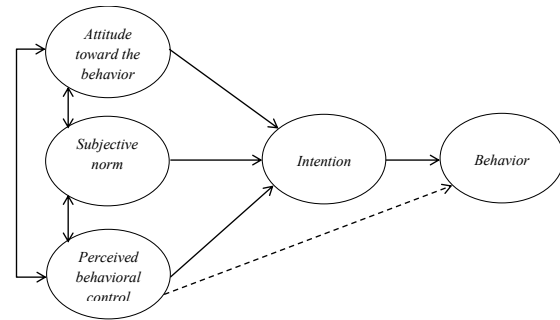 Attitude
toward the
behavior
Subjective
norm
Intention
Behavior
Perceived
behavioral
control